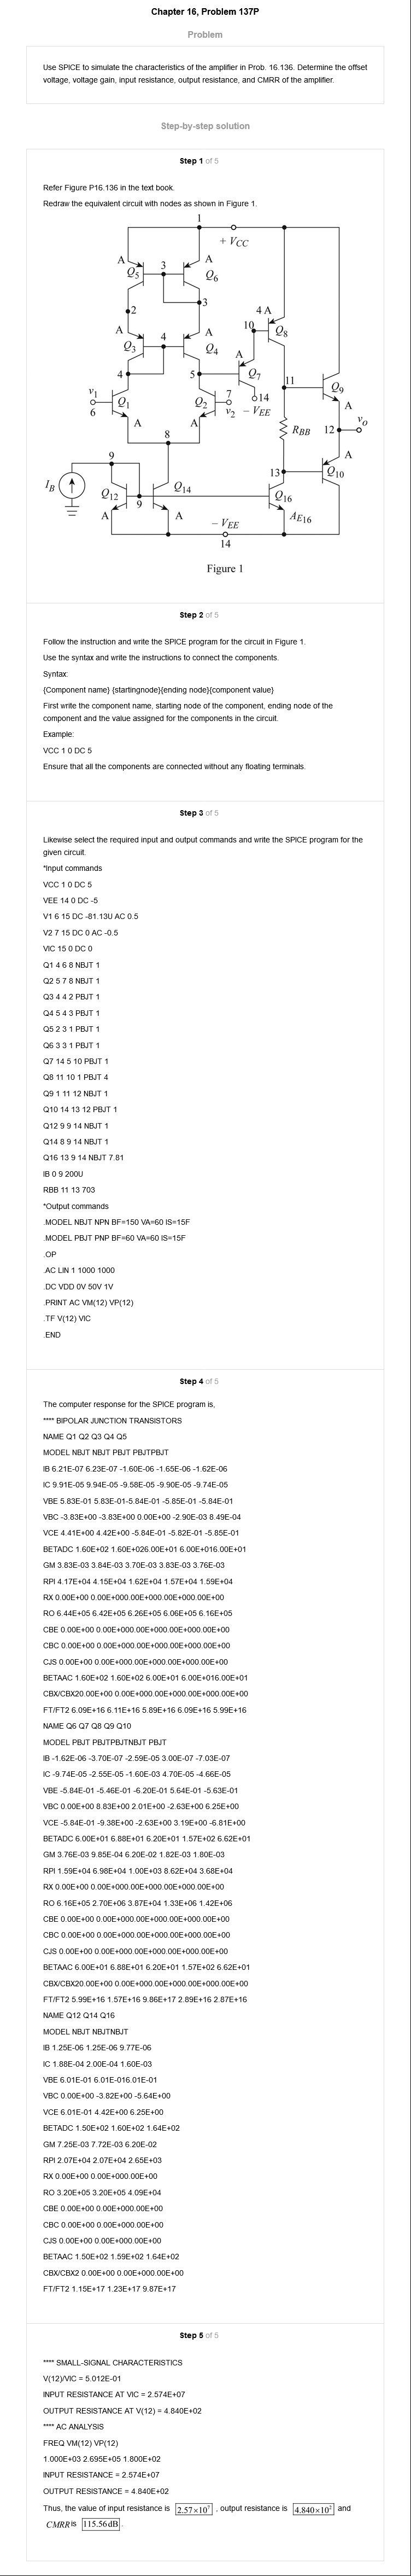 Chapter 16, Problem 137P
Problem
Use SPICE to simulate the characteristics of the amplifier in Prob. 16.136. Determine the offset
voltage, voltage gain, input resistance, output resistance, and CMRR of the amplifier.
Step-by-step solution
Step 1 of 5
Refer Figure P16.136 in the text book.
Redraw the equivalent circuit with nodes as shown in Figure 1.
1
+ VCC
A
Q5
3
A
Q6
2
3
4 A
A
Q3
4
A
Q4
10
Q8
A
4
5
Q7
11
Q9
v1
6
Q1
Q2
7
v2
14
− VEE
A
A
A
RBB
12
vo
8
A
9
13
Q10
IB
Q12
9
Q14
Q16
A
A
− VEE
AE16
14
Figure 1
Step 2 of 5
Follow the instruction and write the SPICE program for the circuit in Figure 1.
Use the syntax and write the instructions to connect the components.
Syntax:
{Component name} {startingnode}{ending node}{component value}
First write the component name, starting node of the component, ending node of the
component and the value assigned for the components in the circuit.
Example:
VCC 1 0 DC 5
Ensure that all the components are connected without any floating terminals.
Step 3 of 5
Likewise select the required input and output commands and write the SPICE program for the
given circuit.
*Input commands
VCC 1 0 DC 5
VEE 14 0 DC -5
V1 6 15 DC -81.13U AC 0.5
V2 7 15 DC 0 AC -0.5
VIC 15 0 DC 0
Q1 4 6 8 NBJT 1
Q2 5 7 8 NBJT 1
Q3 4 4 2 PBJT 1
Q4 5 4 3 PBJT 1
Q5 2 3 1 PBJT 1
Q6 3 3 1 PBJT 1
Q7 14 5 10 PBJT 1
Q8 11 10 1 PBJT 4
Q9 1 11 12 NBJT 1
Q10 14 13 12 PBJT 1
Q12 9 9 14 NBJT 1
Q14 8 9 14 NBJT 1
Q16 13 9 14 NBJT 7.81
IB 0 9 200U
RBB 11 13 703
*Output commands
.MODEL NBJT NPN BF=150 VA=60 IS=15F
.MODEL PBJT PNP BF=60 VA=60 IS=15F
.OP
.AC LIN 1 1000 1000
.DC VDD 0V 50V 1V
.PRINT AC VM(12) VP(12)
.TF V(12) VIC
.END
Step 4 of 5
The computer response for the SPICE program is,
**** BIPOLAR JUNCTION TRANSISTORS
NAME Q1 Q2 Q3 Q4 Q5
MODEL NBJT NBJT PBJT PBJTPBJT
IB 6.21E-07 6.23E-07 -1.60E-06 -1.65E-06 -1.62E-06
IC 9.91E-05 9.94E-05 -9.58E-05 -9.90E-05 -9.74E-05
VBE 5.83E-01 5.83E-01-5.84E-01 -5.85E-01 -5.84E-01
VBC -3.83E+00 -3.83E+00 0.00E+00 -2.90E-03 8.49E-04
VCE 4.41E+00 4.42E+00 -5.84E-01 -5.82E-01 -5.85E-01
BETADC 1.60E+02 1.60E+026.00E+01 6.00E+016.00E+01
GM 3.83E-03 3.84E-03 3.70E-03 3.83E-03 3.76E-03
RPI 4.17E+04 4.15E+04 1.62E+04 1.57E+04 1.59E+04
RX 0.00E+00 0.00E+000.00E+000.00E+000.00E+00
RO 6.44E+05 6.42E+05 6.26E+05 6.06E+05 6.16E+05
CBE 0.00E+00 0.00E+000.00E+000.00E+000.00E+00
CBC 0.00E+00 0.00E+000.00E+000.00E+000.00E+00
CJS 0.00E+00 0.00E+000.00E+000.00E+000.00E+00
BETAAC 1.60E+02 1.60E+02 6.00E+01 6.00E+016.00E+01
CBX/CBX20.00E+00 0.00E+000.00E+000.00E+000.00E+00
FT/FT2 6.09E+16 6.11E+16 5.89E+16 6.09E+16 5.99E+16
NAME Q6 Q7 Q8 Q9 Q10
MODEL PBJT PBJTPBJTNBJT PBJT
IB -1.62E-06 -3.70E-07 -2.59E-05 3.00E-07 -7.03E-07
IC -9.74E-05 -2.55E-05 -1.60E-03 4.70E-05 -4.66E-05
VBE -5.84E-01 -5.46E-01 -6.20E-01 5.64E-01 -5.63E-01
VBC 0.00E+00 8.83E+00 2.01E+00 -2.63E+00 6.25E+00
VCE -5.84E-01 -9.38E+00 -2.63E+00 3.19E+00 -6.81E+00
BETADC 6.00E+01 6.88E+01 6.20E+01 1.57E+02 6.62E+01
GM 3.76E-03 9.85E-04 6.20E-02 1.82E-03 1.80E-03
RPI 1.59E+04 6.98E+04 1.00E+03 8.62E+04 3.68E+04
RX 0.00E+00 0.00E+000.00E+000.00E+000.00E+00
RO 6.16E+05 2.70E+06 3.87E+04 1.33E+06 1.42E+06
CBE 0.00E+00 0.00E+000.00E+000.00E+000.00E+00
CBC 0.00E+00 0.00E+000.00E+000.00E+000.00E+00
CJS 0.00E+00 0.00E+000.00E+000.00E+000.00E+00
BETAAC 6.00E+01 6.88E+01 6.20E+01 1.57E+02 6.62E+01
CBX/CBX20.00E+00 0.00E+000.00E+000.00E+000.00E+00
FT/FT2 5.99E+16 1.57E+16 9.86E+17 2.89E+16 2.87E+16
NAME Q12 Q14 Q16
MODEL NBJT NBJTNBJT
IB 1.25E-06 1.25E-06 9.77E-06
IC 1.88E-04 2.00E-04 1.60E-03
VBE 6.01E-01 6.01E-016.01E-01
VBC 0.00E+00 -3.82E+00 -5.64E+00
VCE 6.01E-01 4.42E+00 6.25E+00
BETADC 1.50E+02 1.60E+02 1.64E+02
GM 7.25E-03 7.72E-03 6.20E-02
RPI 2.07E+04 2.07E+04 2.65E+03
RX 0.00E+00 0.00E+000.00E+00
RO 3.20E+05 3.20E+05 4.09E+04
CBE 0.00E+00 0.00E+000.00E+00
CBC 0.00E+00 0.00E+000.00E+00
CJS 0.00E+00 0.00E+000.00E+00
BETAAC 1.50E+02 1.59E+02 1.64E+02
CBX/CBX2 0.00E+00 0.00E+000.00E+00
FT/FT2 1.15E+17 1.23E+17 9.87E+17
Step 5 of 5
**** SMALL-SIGNAL CHARACTERISTICS
V(12)/VIC = 5.012E-01
INPUT RESISTANCE AT VIC = 2.574E+07
OUTPUT RESISTANCE AT V(12) = 4.840E+02
**** AC ANALYSIS
FREQ VM(12) VP(12)
1.000E+03 2.695E+05 1.800E+02
INPUT RESISTANCE = 2.574E+07
OUTPUT RESISTANCE = 4.840E+02
Thus, the value of input resistance is 2.57×10⁷ , output resistance is 4.840×10² and
CMRR is 115.56dB .